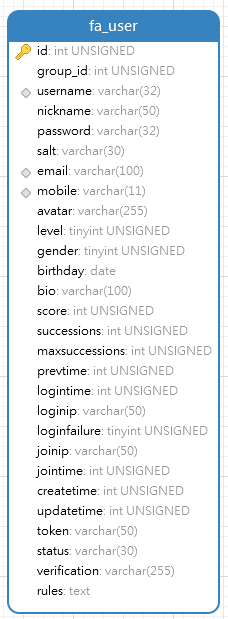 fa_user
id: int UNSIGNED
group_id: int UNSIGNED
username: varchar(32)
nickname: varchar(50)
password: varchar(32)
salt: varchar(30)
email: varchar(100)
mobile: varchar(11)
avatar: varchar(255)
level: tinyint UNSIGNED
gender: tinyint UNSIGNED
birthday: date
bio: varchar(100)
score: int UNSIGNED
successions: int UNSIGNED
maxsuccessions: int UNSIGNED
prevtime: int UNSIGNED
logintime: int UNSIGNED
loginip: varchar(50)
loginfailure: tinyint UNSIGNED
joinip: varchar(50)
jointime: int UNSIGNED
createtime: int UNSIGNED
updatetime: int UNSIGNED
token: varchar(50)
status: varchar(30)
verification: varchar(255)
rules: text